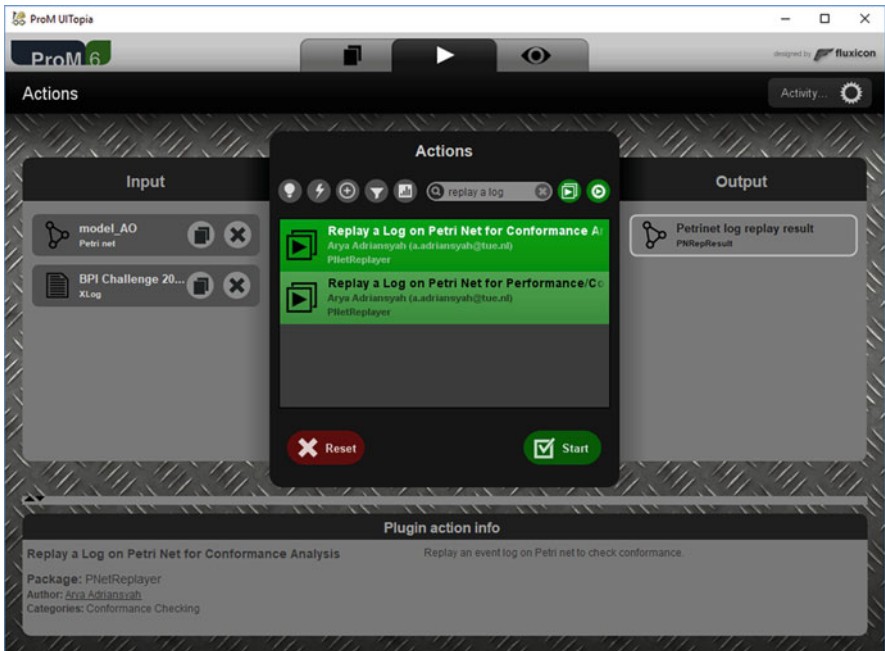 ProM UITopia
ProM 6
designed by fluxicon
Actions
Activity...
Input
model_AO
Petri net
BPI Challenge 20...
XLog
Actions
replay a log
Replay a Log on Petri Net for Conformance A
Arya Adriansyah (a.adriansyah@tue.nl)
PNetReplayer
Replay a Log on Petri Net for Performance/Co
Arya Adriansyah (a.adriansyah@tue.nl)
PNetReplayer
Reset
Start
Output
Petrinet log replay result
PNRepResult
Plugin action info
Replay a Log on Petri Net for Conformance Analysis
Replay an event log on Petri net to check conformance.
Package: PNetReplayer
Author: Arya Adriansyah
Categories: Conformance Checking